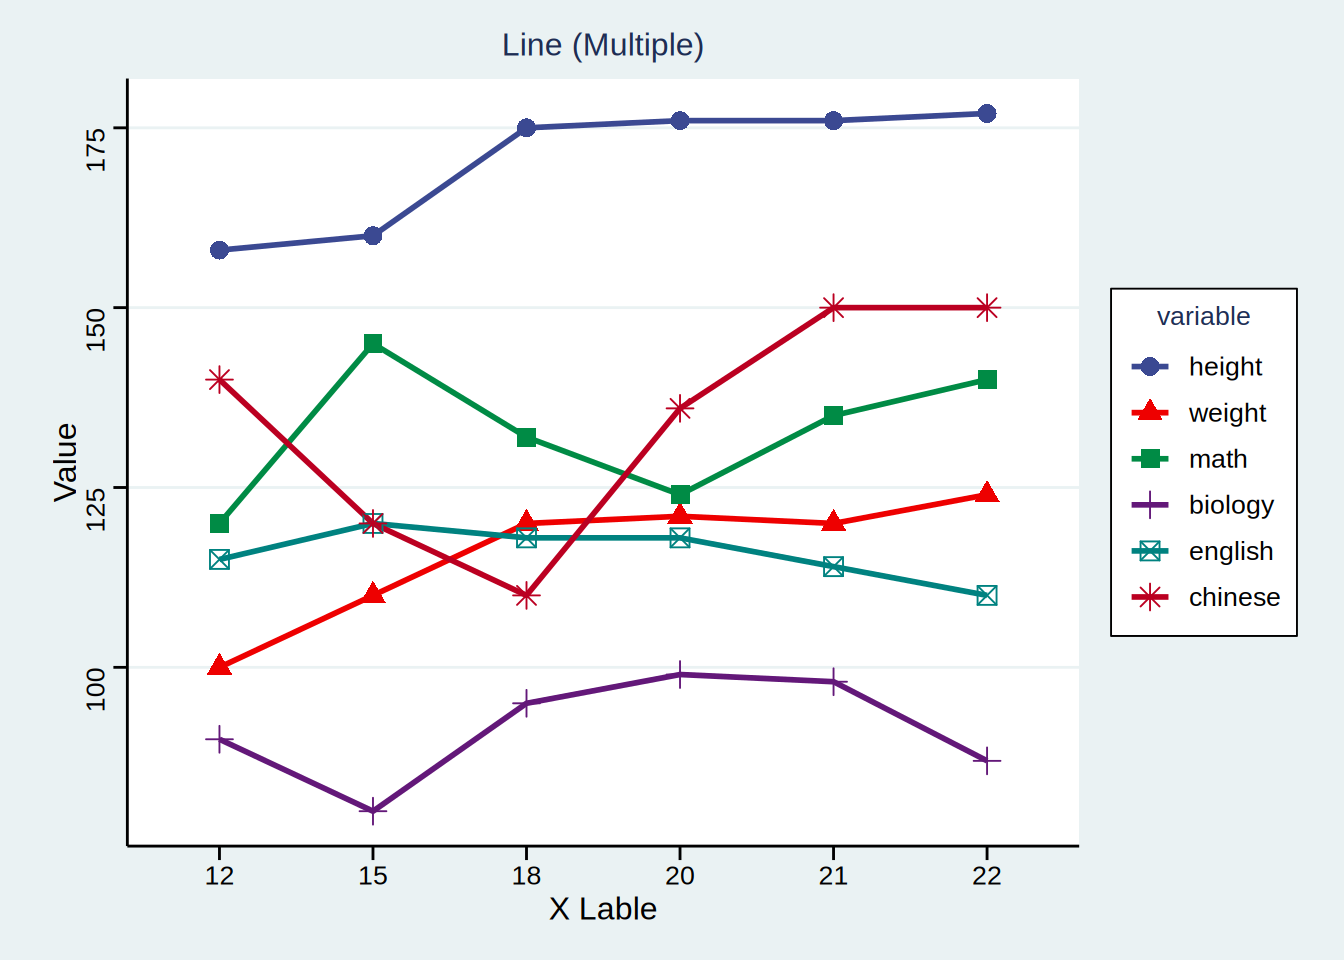 Line (Multiple)
Value
175
150
125
100
12 15 18 20 21 22
X Lable
variable
height
weight
math
biology
english
chinese